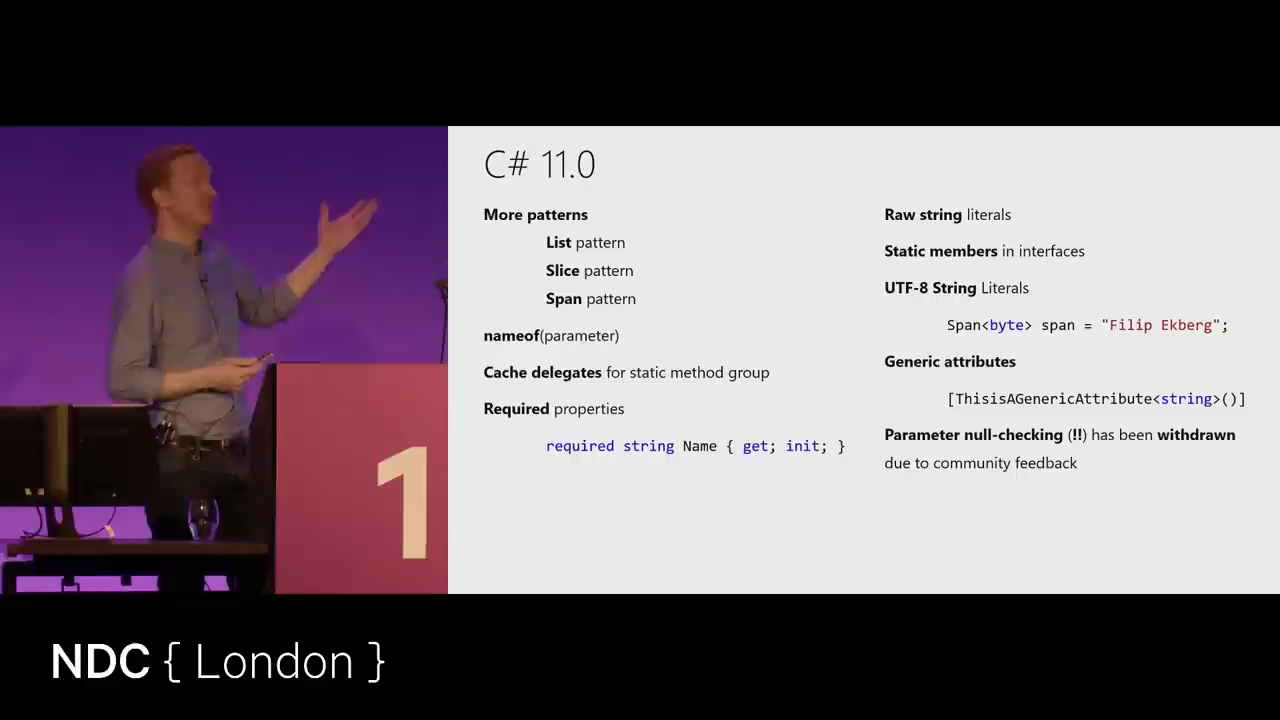 C# 11.0
More patterns
List pattern
Slice pattern
Span pattern
nameof(parameter)
Cache delegates for static method group
Required properties
required string Name { get; init; }
Raw string literals
Static members in interfaces
UTF-8 String Literals
Span<byte> span = "Filip Ekberg";
Generic attributes
[ThisisAGenericAttribute<string>()]
Parameter null-checking (!!) has been withdrawn
due to community feedback
1
NDC { London }